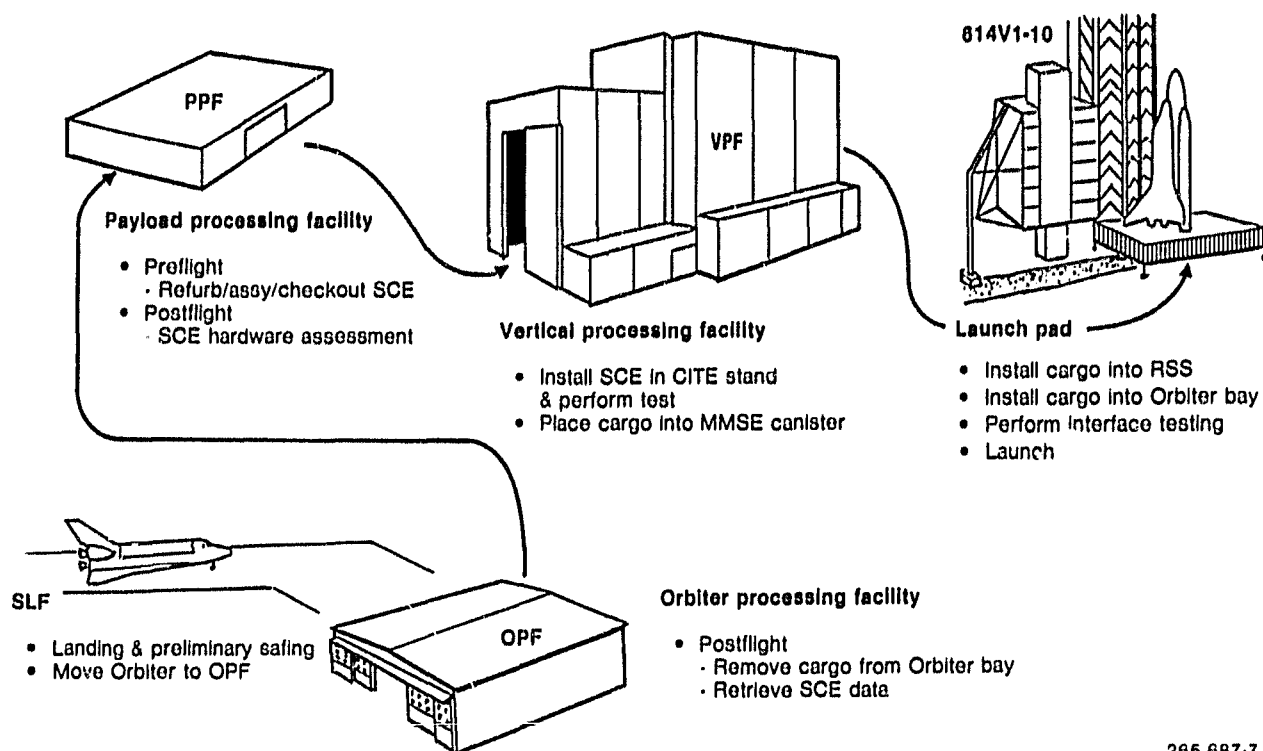 PPF
Payload processing facility
• Preflight
· Refurb/assy/checkout SCE
• Postflight
· SCE hardware assessment
VPF
Vertical processing facility
• Install SCE in CITE stand
& perform test
• Place cargo into MMSE canister
614V1-10
Launch pad
• Install cargo into RSS
• Install cargo into Orbiter bay
• Perform interface testing
• Launch
SLF
• Landing & preliminary safing
• Move Orbiter to OPF
OPF
Orbiter processing facility
• Postflight
· Remove cargo from Orbiter bay
· Retrieve SCE data